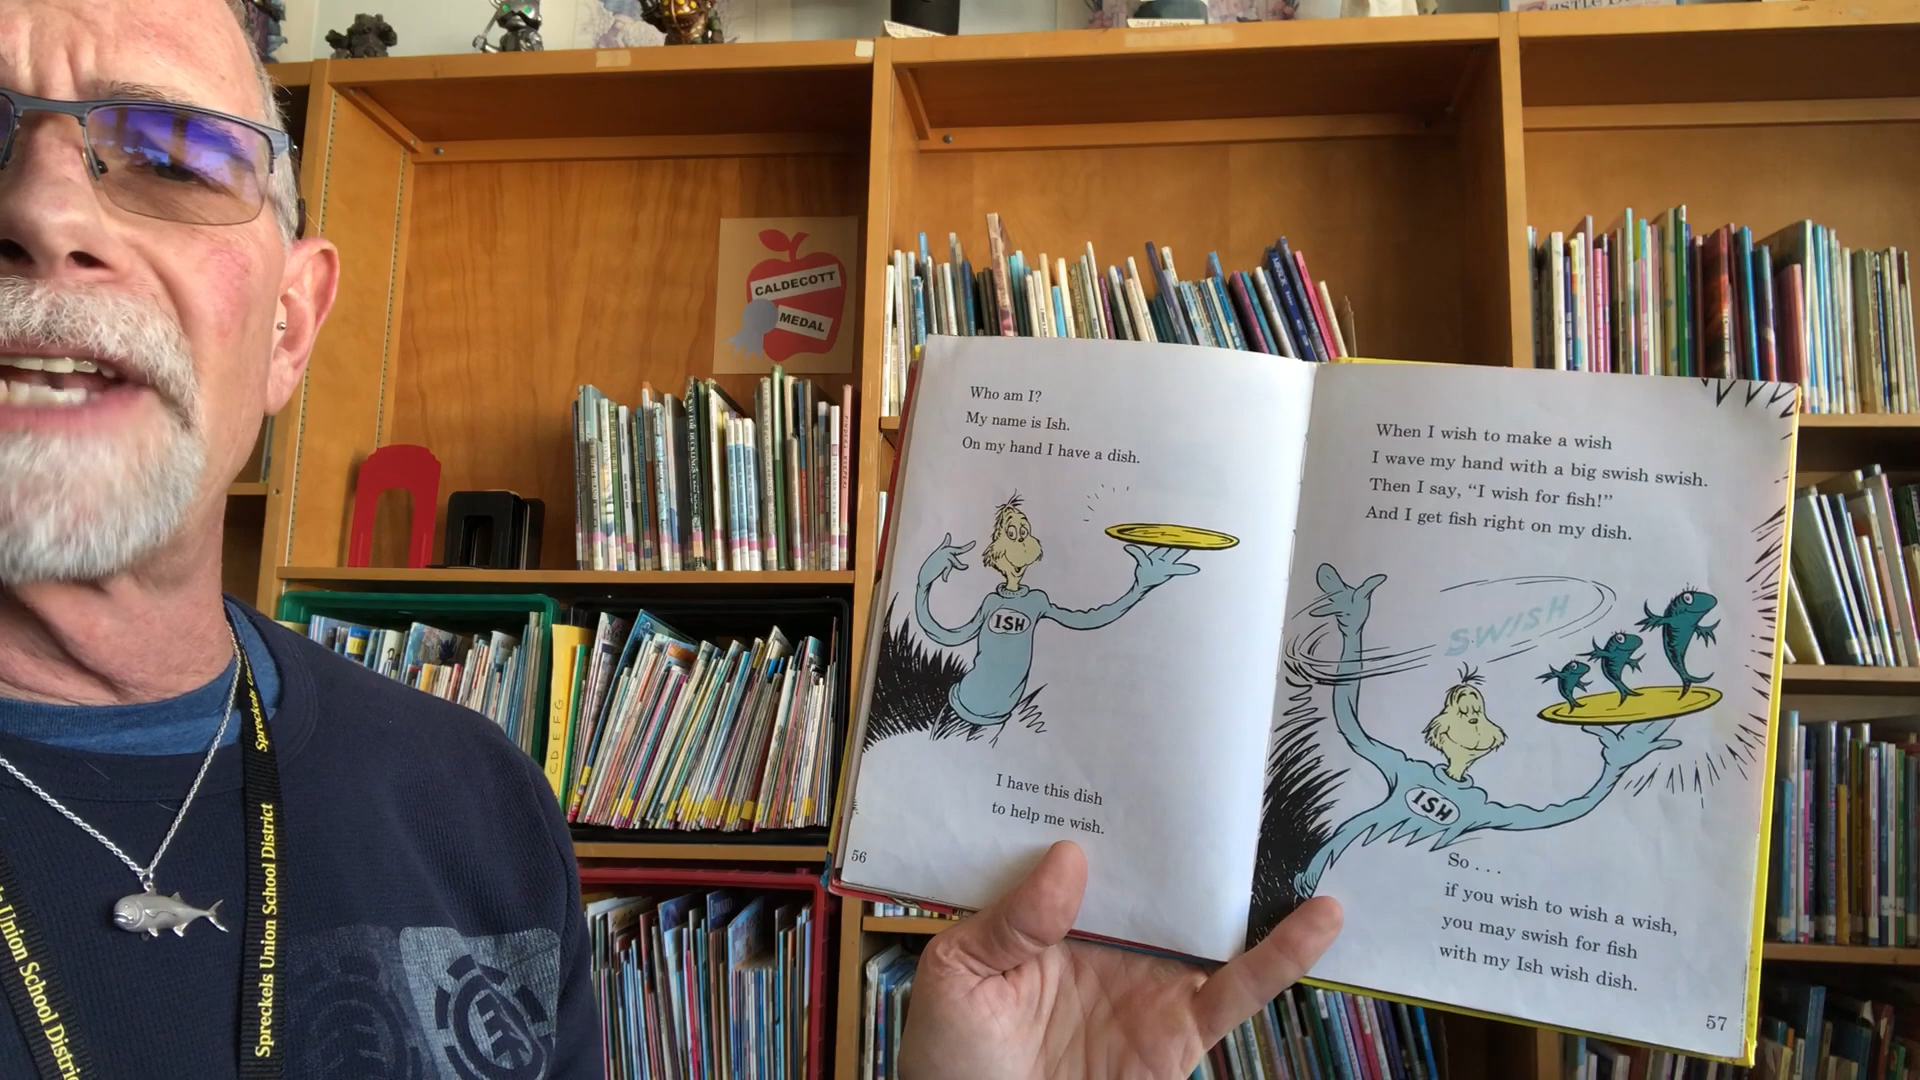 CALDECOTT
MEDAL
Who am I?
My name is Ish.
On my hand I have a dish.
ISH
I have this dish
to help me wish.
56
When I wish to make a wish
I wave my hand with a big swish swish.
Then I say, “I wish for fish!”
And I get fish right on my dish.
SWISH
ISH
So . . .
if you wish to wish a wish,
you may swish for fish
with my Ish wish dish.
57
C D E F G
Spreckels Union School District
Union School District
Spreckels